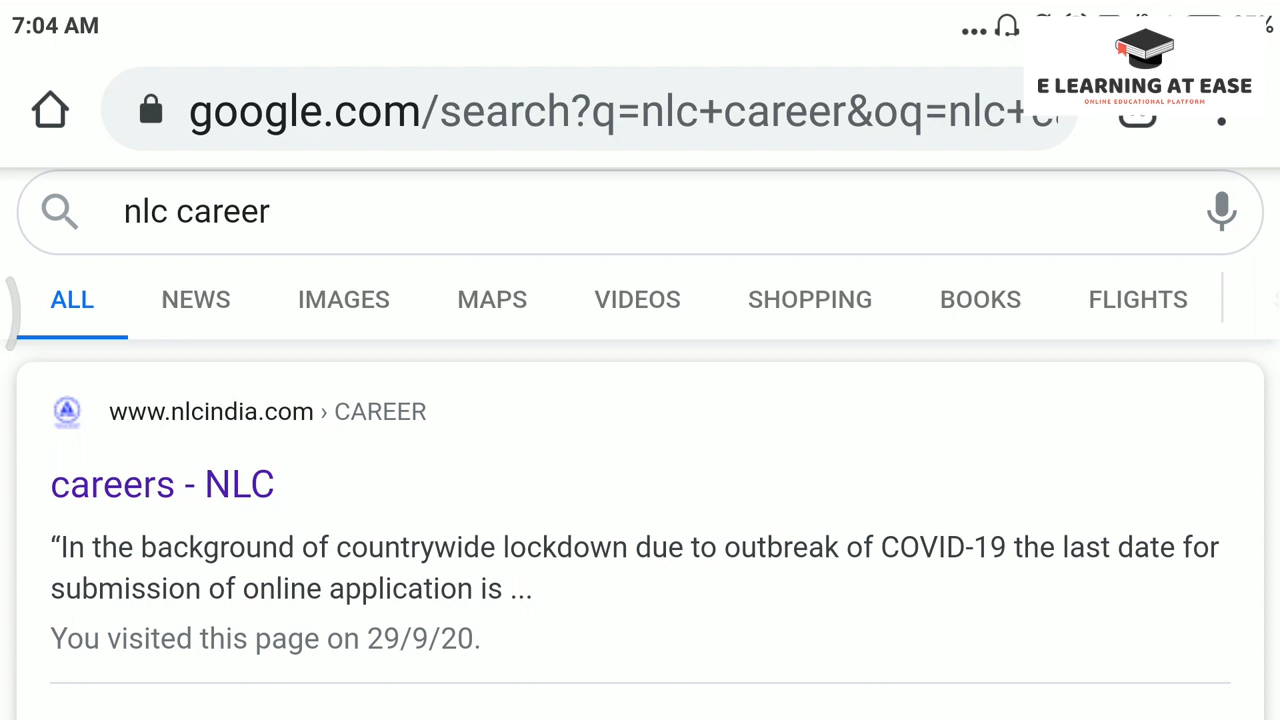 7:04 AM
E LEARNING AT EASE
ONLINE EDUCATIONAL PLATFORM
google.com/search?q=nlc+career&oq=nlc+c
nlc career
ALL NEWS IMAGES MAPS VIDEOS SHOPPING BOOKS FLIGHTS
www.nlcindia.com › CAREER
careers - NLC
“In the background of countrywide lockdown due to outbreak of COVID-19 the last date for
submission of online application is ...
You visited this page on 29/9/20.